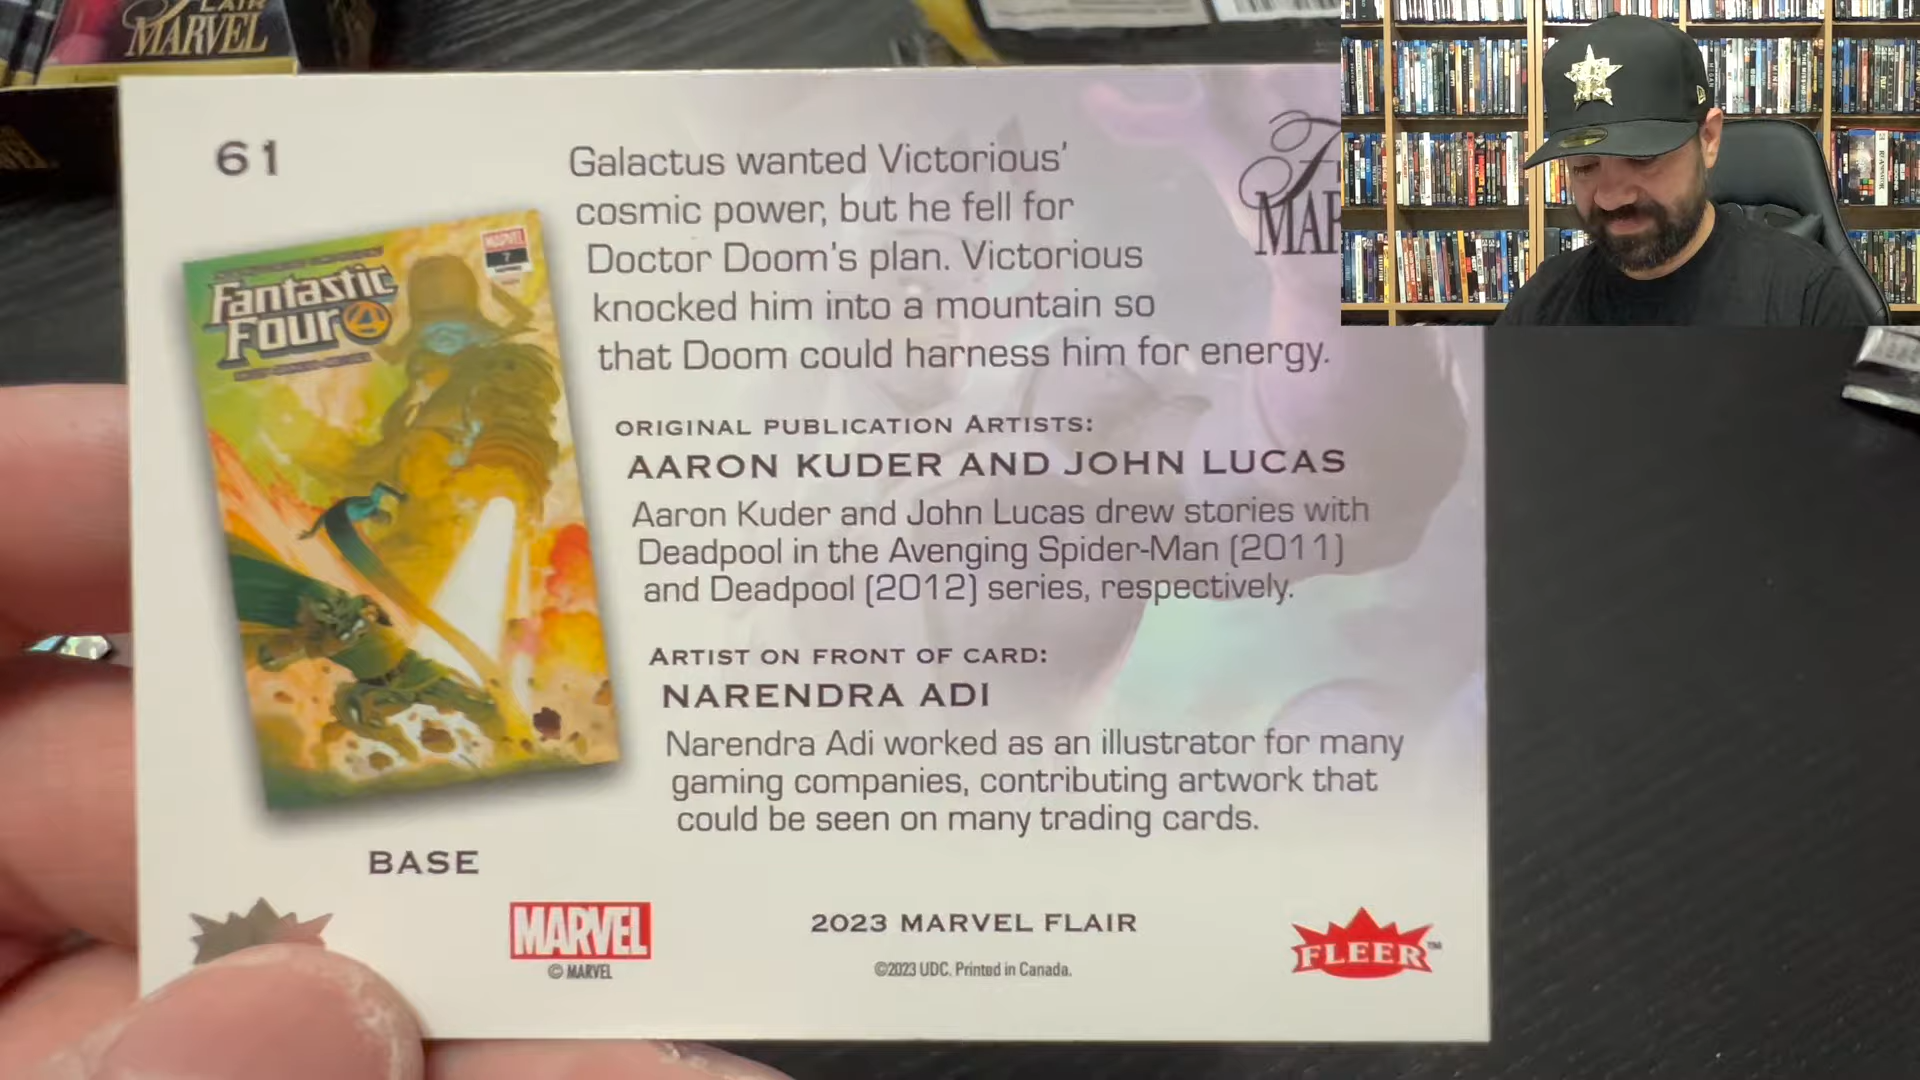 FLAIR
MARVEL
61
Galactus wanted Victorious'
cosmic power, but he fell for
Doctor Doom's plan. Victorious
knocked him into a mountain so
that Doom could harness him for energy.
MARVEL
7
Fantastic
Four
ORIGINAL PUBLICATION ARTISTS:
AARON KUDER AND JOHN LUCAS
Aaron Kuder and John Lucas drew stories with
Deadpool in the Avenging Spider-Man (2011)
and Deadpool (2012) series, respectively.
ARTIST ON FRONT OF CARD:
NARENDRA ADI
Narendra Adi worked as an illustrator for many
gaming companies, contributing artwork that
could be seen on many trading cards.
BASE
MARVEL
© MARVEL
2023 MARVEL FLAIR
©2023 UDC. Printed in Canada.
FLEER™